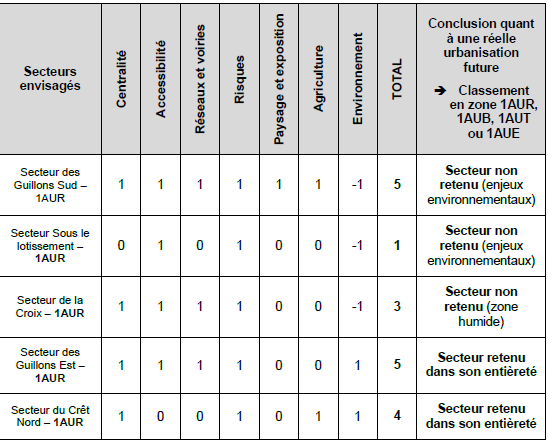 Secteurs envisagés | Centralité | Accessibilité | Réseaux et voiries | Risques | Paysage et exposition | Agriculture | Environnement | TOTAL | Conclusion quant à une réelle urbanisation future ➔ Classement en zone 1AUR, 1AUB, 1AUT ou 1AUE
Secteur des Guillons Sud – 1AUR | 1 | 1 | 1 | 1 | 1 | 1 | -1 | 5 | Secteur non retenu (enjeux environnementaux)
Secteur Sous le lotissement – 1AUR | 0 | 1 | 0 | 1 | 0 | 0 | -1 | 1 | Secteur non retenu (enjeux environnementaux)
Secteur de la Croix – 1AUR | 1 | 1 | 1 | 1 | 0 | 0 | -1 | 3 | Secteur non retenu (zone humide)
Secteur des Guillons Est – 1AUR | 1 | 1 | 1 | 1 | 0 | 0 | 1 | 5 | Secteur retenu dans son entièreté
Secteur du Crêt Nord – 1AUR | 1 | 0 | 0 | 1 | 0 | 1 | 1 | 4 | Secteur retenu dans son entièreté